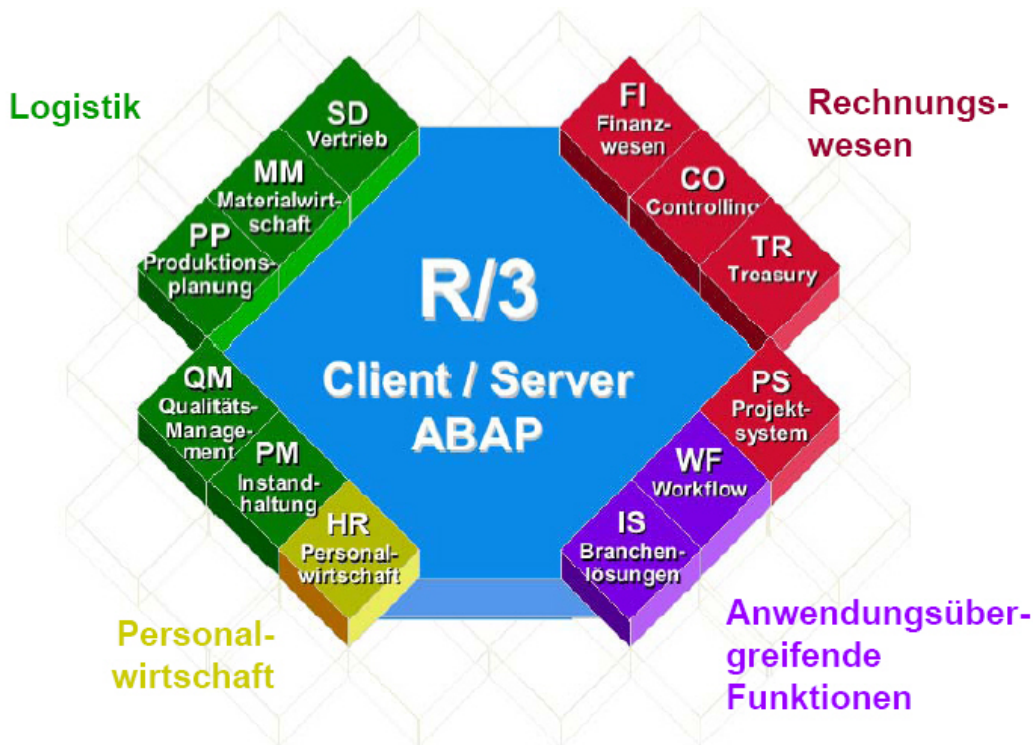 Logistik
SD
Vertrieb
MM
Materialwirt-
schaft
PP
Produktions-
planung
QM
Qualitäts-
Manage-
ment
PM
Instand-
haltung
HR
Personal-
wirtschaft
Personal-
wirtschaft
R/3
Client / Server
ABAP
Rechnungs-
wesen
FI
Finanz-
wesen
CO
Controlling
TR
Treasury
PS
Projekt-
system
WF
Workflow
IS
Branchen-
lösungen
Anwendungsüber-
greifende
Funktionen